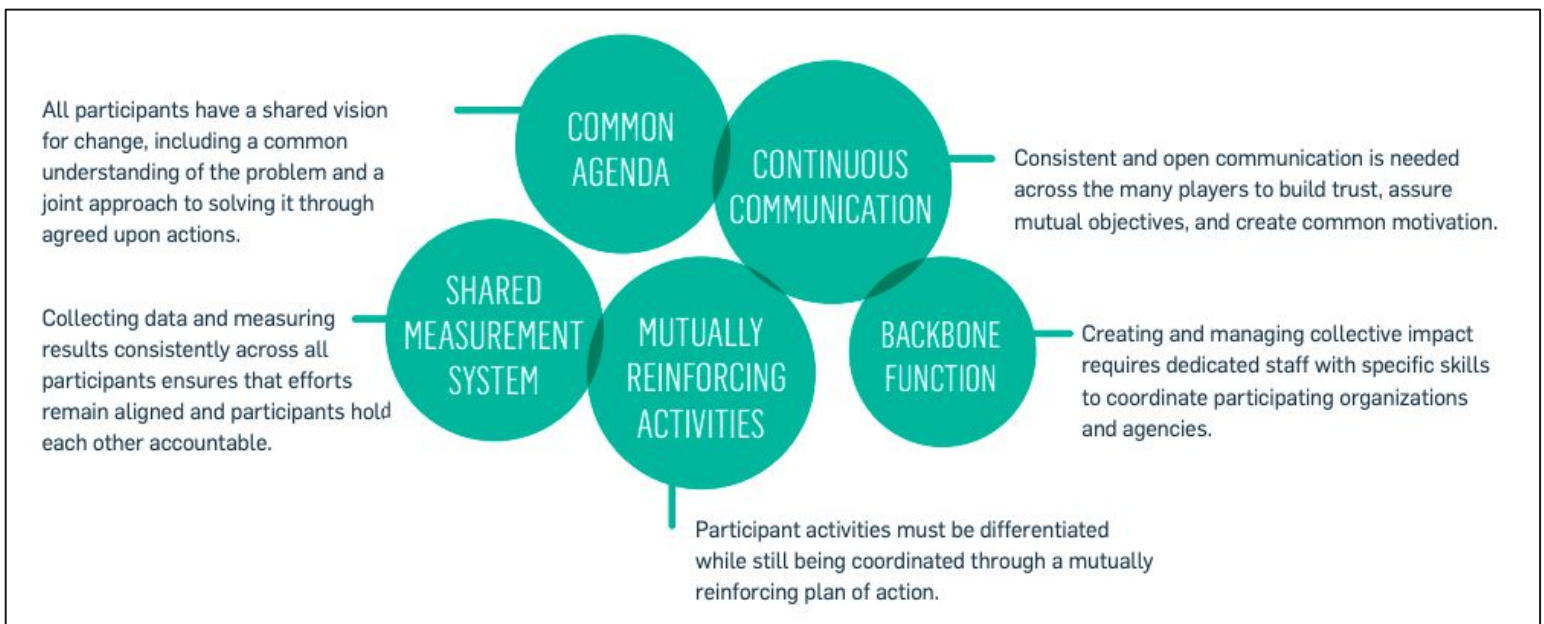 COMMON
AGENDA
All participants have a shared vision
for change, including a common
understanding of the problem and a
joint approach to solving it through
agreed upon actions.
CONTINUOUS
COMMUNICATION
Consistent and open communication is needed
across the many players to build trust, assure
mutual objectives, and create common motivation.
SHARED
MEASUREMENT
SYSTEM
Collecting data and measuring
results consistently across all
participants ensures that efforts
remain aligned and participants hold
each other accountable.
MUTUALLY
REINFORCING
ACTIVITIES
Participant activities must be differentiated
while still being coordinated through a mutually
reinforcing plan of action.
BACKBONE
FUNCTION
Creating and managing collective impact
requires dedicated staff with specific skills
to coordinate participating organizations
and agencies.